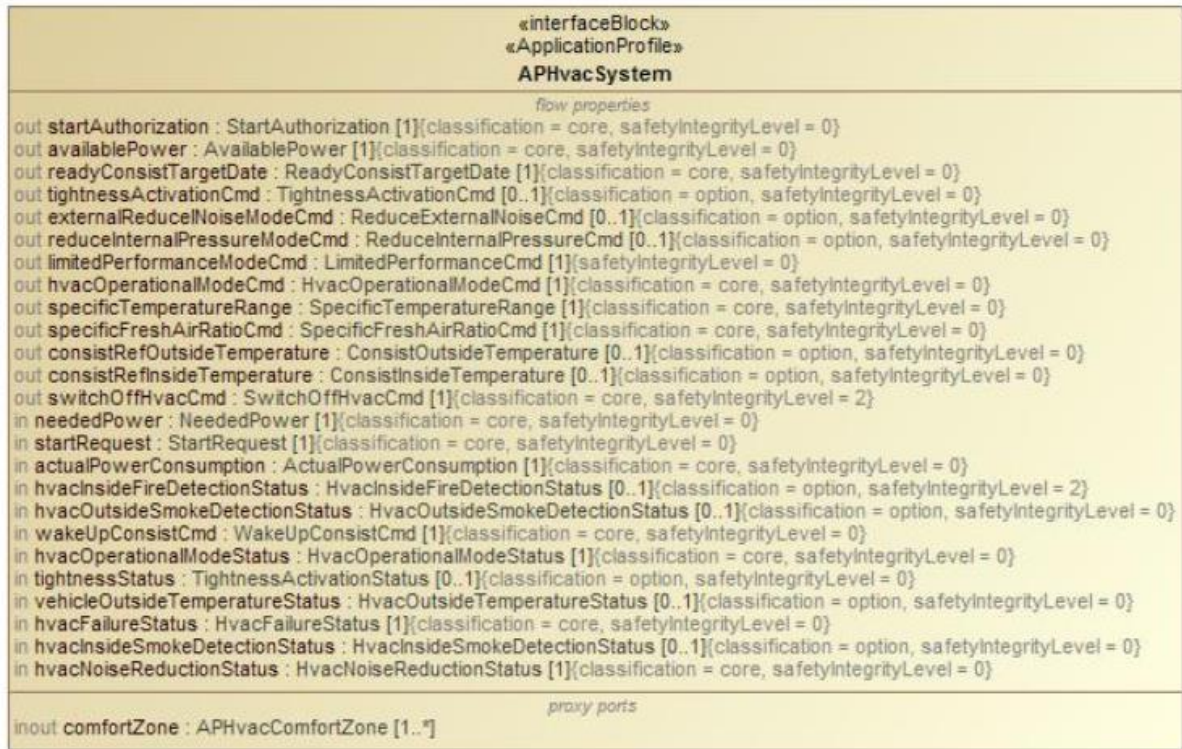 «interfaceBlock»
«ApplicationProfile»
APHvacSystem
flow properties
out startAuthorization : StartAuthorization [1]{classification = core, safetyIntegrityLevel = 0}
out availablePower : AvailablePower [1]{classification = core, safetyIntegrityLevel = 0}
out readyConsistTargetDate : ReadyConsistTargetDate [1]{classification = core, safetyIntegrityLevel = 0}
out tightnessActivationCmd : TightnessActivationCmd [0..1]{classification = option, safetyIntegrityLevel = 0}
out externalReducelNoiseModeCmd : ReduceExternalNoiseCmd [0..1]{classification = option, safetyIntegrityLevel = 0}
out reduceInternalPressureModeCmd : ReduceInternalPressureCmd [0..1]{classification = option, safetyIntegrityLevel = 0}
out limitedPerformanceModeCmd : LimitedPerformanceCmd [1]{safetyIntegrityLevel = 0}
out hvacOperationalModeCmd : HvacOperationalModeCmd [1]{classification = core, safetyIntegrityLevel = 0}
out specificTemperatureRange : SpecificTemperatureRange [1]{classification = core, safetyIntegrityLevel = 0}
out specificFreshAirRatioCmd : SpecificFreshAirRatioCmd [1]{classification = core, safetyIntegrityLevel = 0}
out consistRefOutsideTemperature : ConsistOutsideTemperature [0..1]{classification = option, safetyIntegrityLevel = 0}
out consistRefInsideTemperature : ConsistInsideTemperature [0..1]{classification = option, safetyIntegrityLevel = 0}
out switchOffHvacCmd : SwitchOffHvacCmd [1]{classification = core, safetyIntegrityLevel = 2}
in neededPower : NeededPower [1]{classification = core, safetyIntegrityLevel = 0}
in startRequest : StartRequest [1]{classification = core, safetyIntegrityLevel = 0}
in actualPowerConsumption : ActualPowerConsumption [1]{classification = core, safetyIntegrityLevel = 0}
in hvacInsideFireDetectionStatus : HvacInsideFireDetectionStatus [0..1]{classification = option, safetyIntegrityLevel = 2}
in hvacOutsideSmokeDetectionStatus : HvacOutsideSmokeDetectionStatus [0..1]{classification = option, safetyIntegrityLevel = 0}
in wakeUpConsistCmd : WakeUpConsistCmd [1]{classification = core, safetyIntegrityLevel = 0}
in hvacOperationalModeStatus : HvacOperationalModeStatus [1]{classification = core, safetyIntegrityLevel = 0}
in tightnessStatus : TightnessActivationStatus [0..1]{classification = option, safetyIntegrityLevel = 0}
in vehicleOutsideTemperatureStatus : HvacOutsideTemperatureStatus [0..1]{classification = option, safetyIntegrityLevel = 0}
in hvacFailureStatus : HvacFailureStatus [1]{classification = core, safetyIntegrityLevel = 0}
in hvacInsideSmokeDetectionStatus : HvacInsideSmokeDetectionStatus [0..1]{classification = option, safetyIntegrityLevel = 0}
in hvacNoiseReductionStatus : HvacNoiseReductionStatus [1]{classification = core, safetyIntegrityLevel = 0}
proxy ports
inout comfortZone : APHvacComfortZone [1..*]